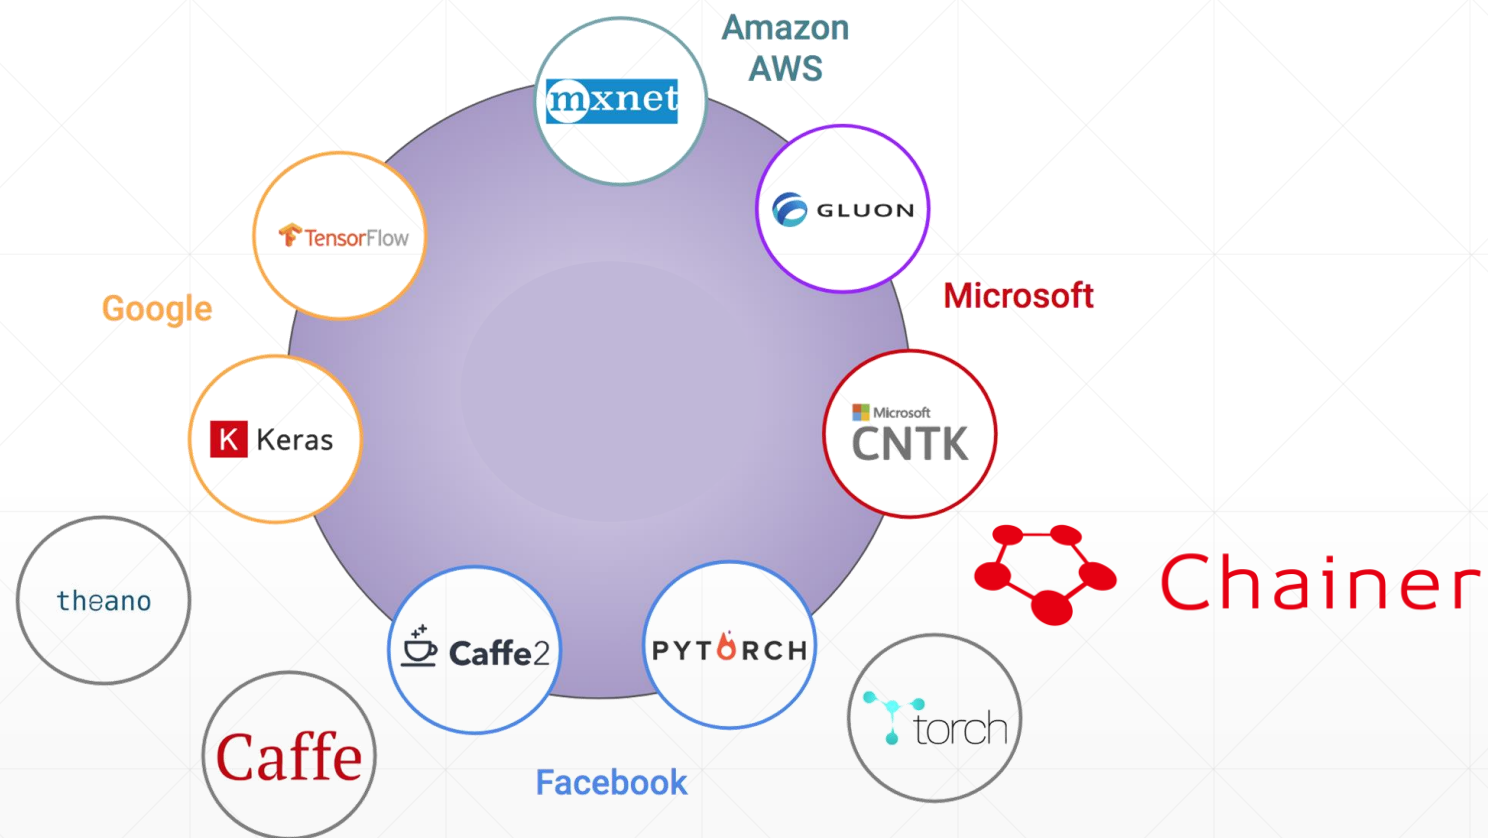 Amazon
AWS
mxnet
GLUON
TensorFlow
Google
Microsoft
Keras
K
Microsoft
CNTK
theano
Chainer
Caffe2
PYTORCH
torch
Caffe
Facebook